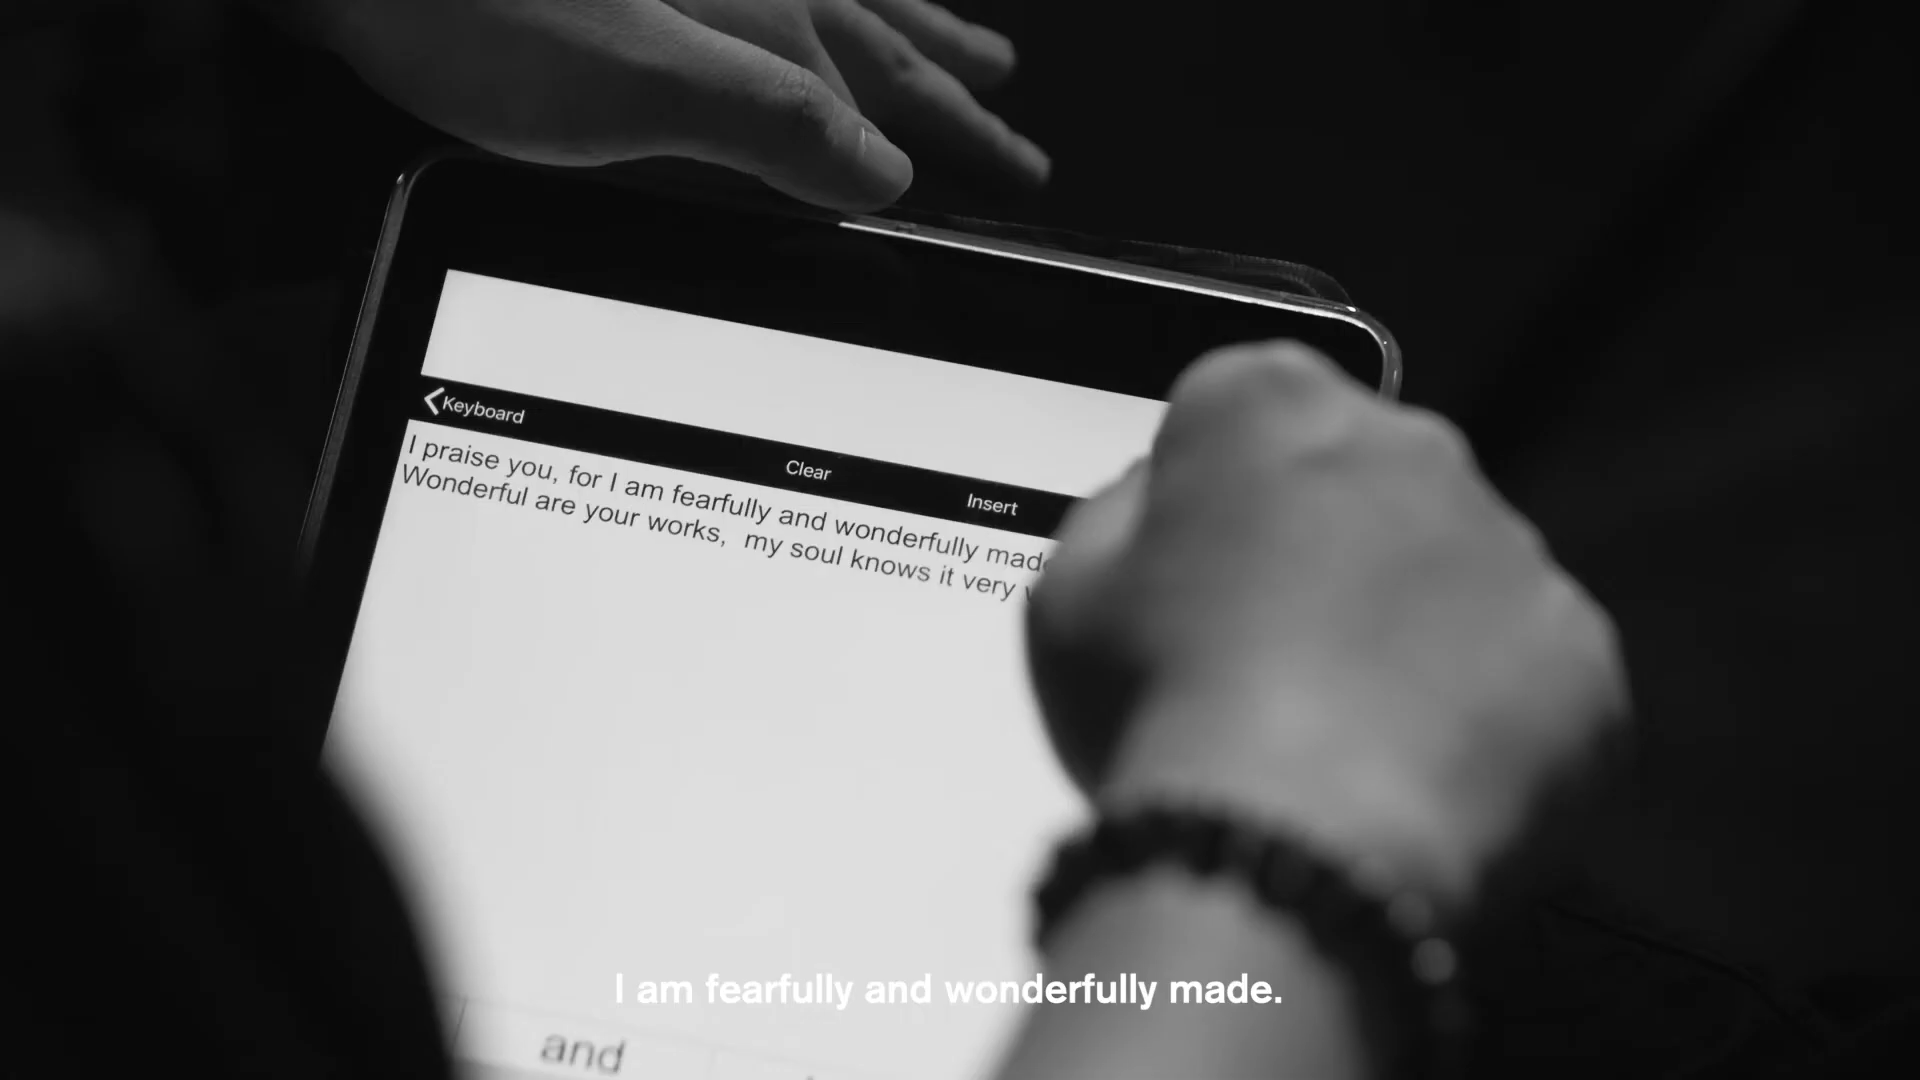 Keyboard
Clear
Insert
I praise you, for I am fearfully and wonderfully
Wonderful are your works,  my soul knows it very
I am fearfully and wonderfully made.
and